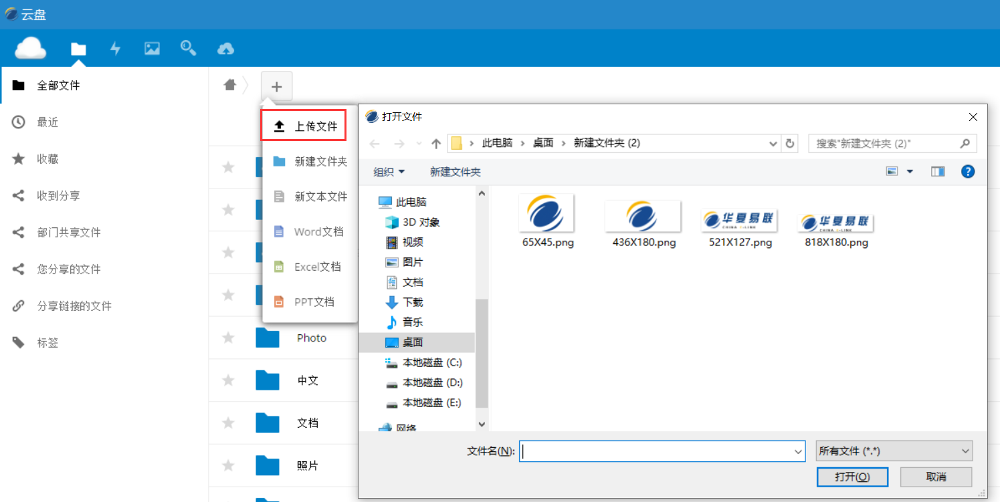 云盘
全部文件
最近
收藏
收到分享
部门共享文件
您分享的文件
分享链接的文件
标签
+
上传文件
新建文件夹
新文本文件
Word文档
Excel文档
PPT文档
Photo
中文
文档
照片
打开文件
此电脑 › 桌面 › 新建文件夹 (2)
搜索"新建文件夹 (2)"
组织 新建文件夹
此电脑
3D 对象
视频
图片
文档
下载
音乐
桌面
本地磁盘 (C:)
本地磁盘 (D:)
本地磁盘 (E:)
网络
华夏易联
CHINA E-LINK
华夏易联
CHINA E-LINK
65X45.png
436X180.png
521X127.png
818X180.png
文件名(N):
所有文件 (*.*)
打开(O)
取消